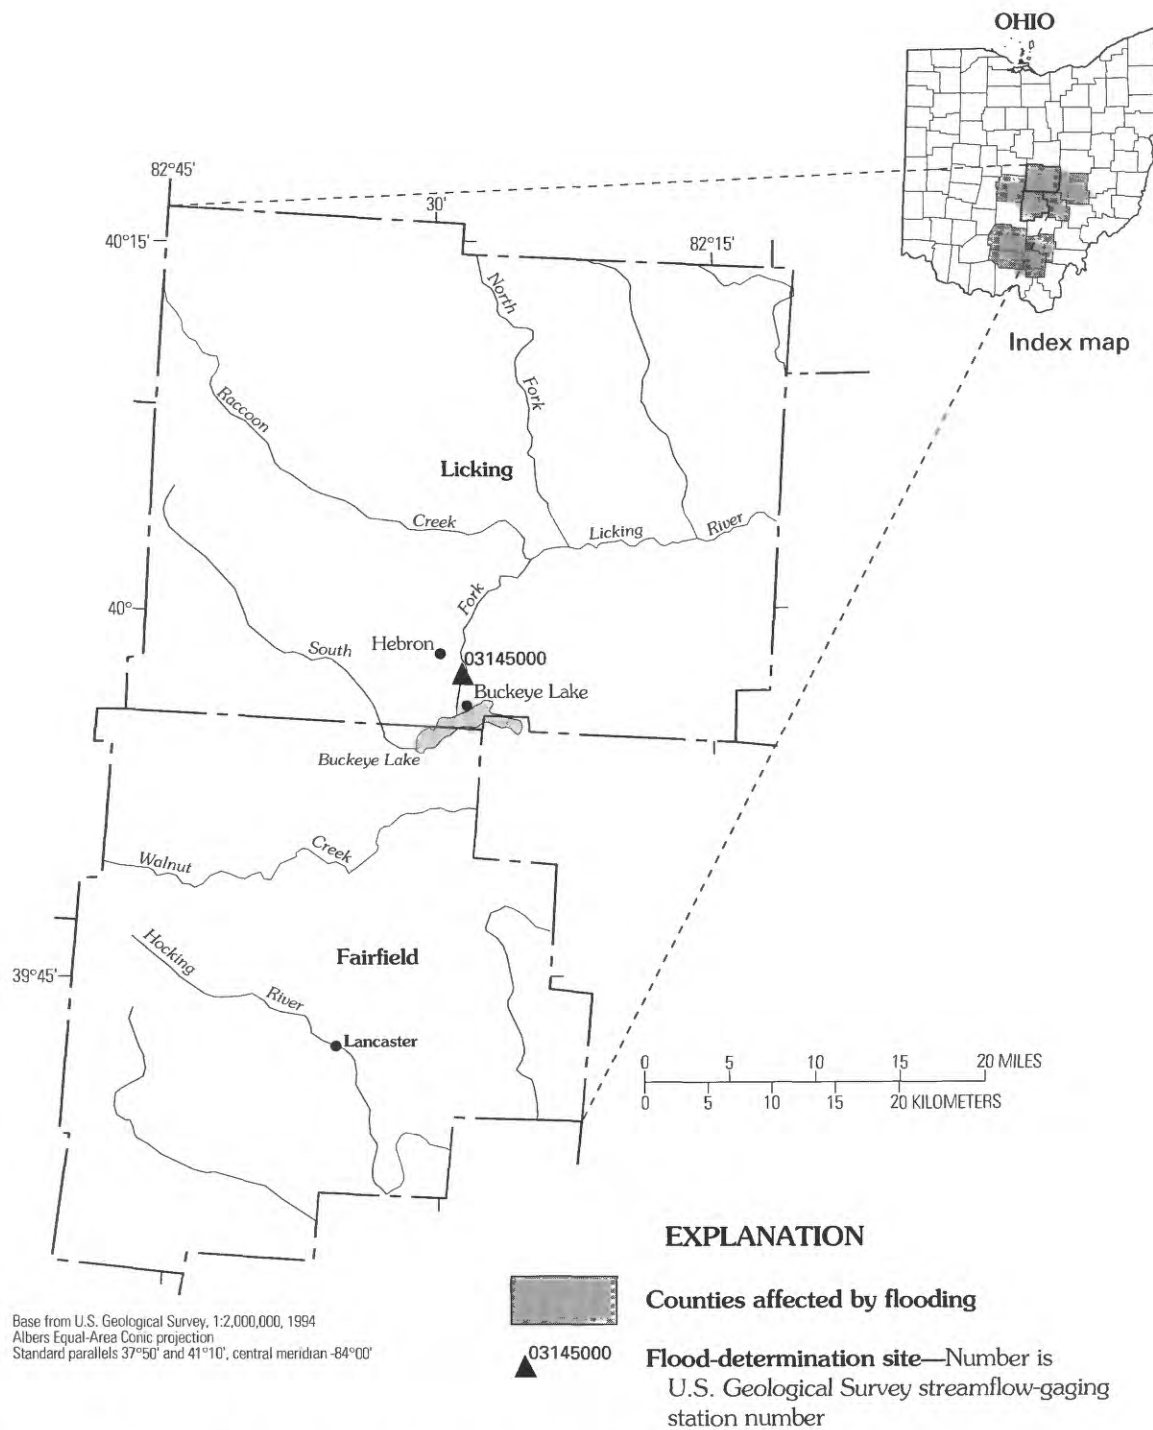 OHIO
Index map
82°45'
30'
82°15'
40°15'
North
Fork
Raccoon
Creek
Licking
Licking
River
Fork
40°
South
Hebron
03145000
Buckeye Lake
Buckeye Lake
Walnut
Creek
Hocking
River
Fairfield
39°45'
Lancaster
0 5 10 15 20 MILES
0 5 10 15 20 KILOMETERS
EXPLANATION
Counties affected by flooding
03145000
Flood-determination site—Number is
U.S. Geological Survey streamflow-gaging
station number
Base from U.S. Geological Survey, 1:2,000,000, 1994
Albers Equal-Area Conic projection
Standard parallels 37°50' and 41°10', central meridian -84°00'